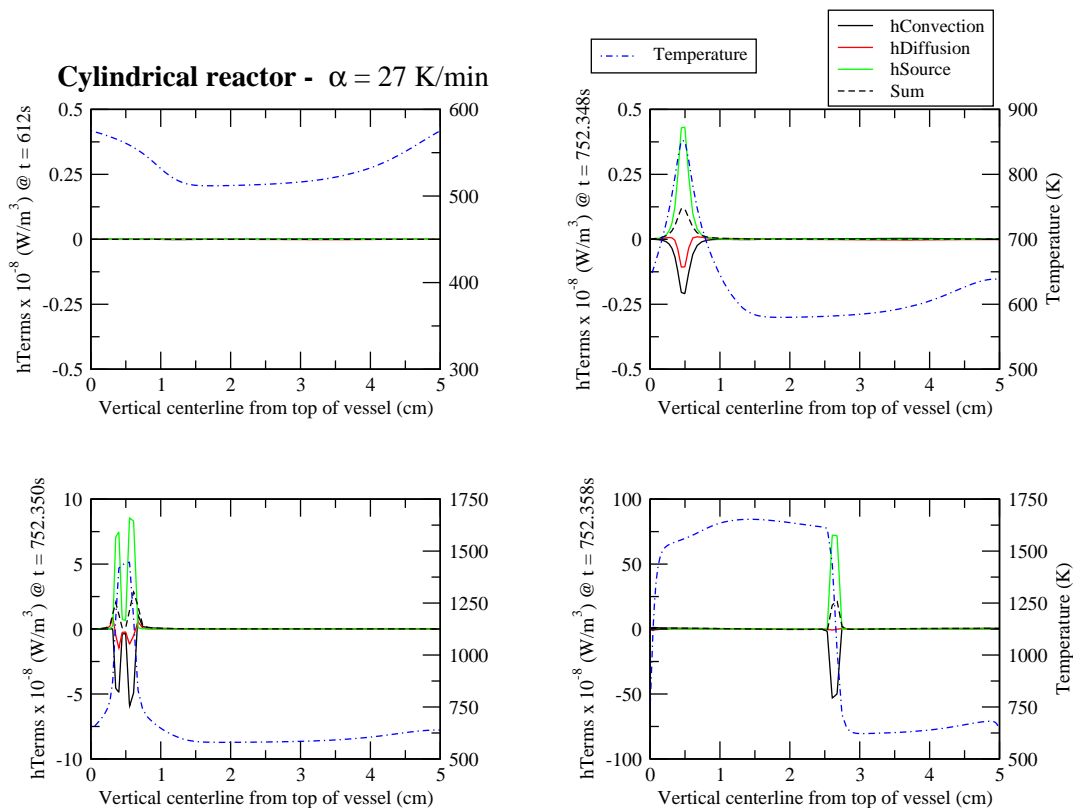 hConvection
hDiffusion
hSource
Sum
Temperature
Cylindrical reactor - α = 27 K/min
0.5
0.25
0
-0.25
-0.5
hTerms x 10^-8 (W/m^3) @ t = 612s
600
550
500
450
400
350
300
0 1 2 3 4 5
Vertical centerline from top of vessel (cm)
0.5
0.25
0
-0.25
-0.5
hTerms x 10^-8 (W/m^3) @ t = 752.348s
900
800
700
600
500
Temperature (K)
0 1 2 3 4 5
Vertical centerline from top of vessel (cm)
10
5
0
-5
-10
hTerms x 10^-8 (W/m^3) @ t = 752.350s
1750
1500
1250
1000
750
500
0 1 2 3 4 5
Vertical centerline from top of vessel (cm)
100
50
0
-50
-100
hTerms x 10^-8 (W/m^3) @ t = 752.358s
1750
1500
1250
1000
750
500
Temperature (K)
0 1 2 3 4 5
Vertical centerline from top of vessel (cm)